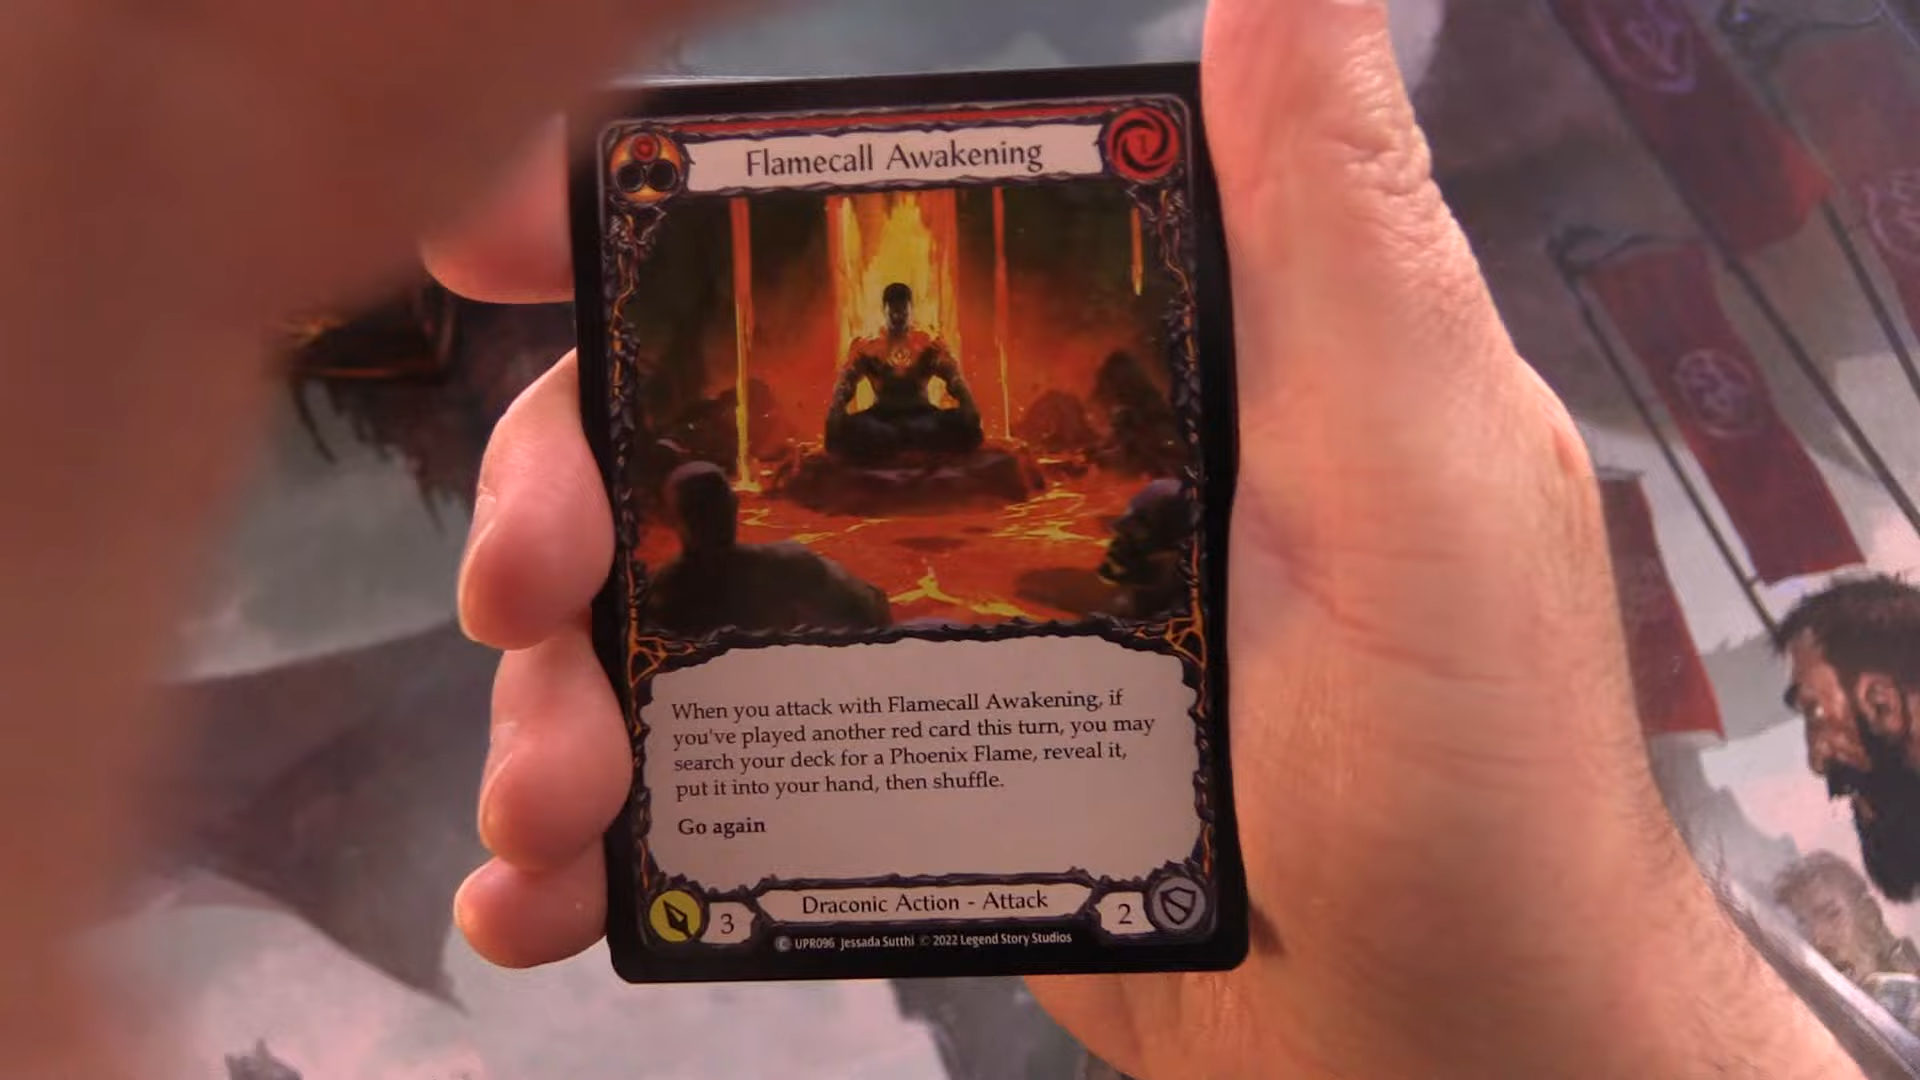 Flamecall Awakening
1
When you attack with Flamecall Awakening, if
you've played another red card this turn, you may
search your deck for a Phoenix Flame, reveal it,
put it into your hand, then shuffle.
Go again
3
Draconic Action - Attack
2
C UPR096 Jessada Sutthi © 2022 Legend Story Studios